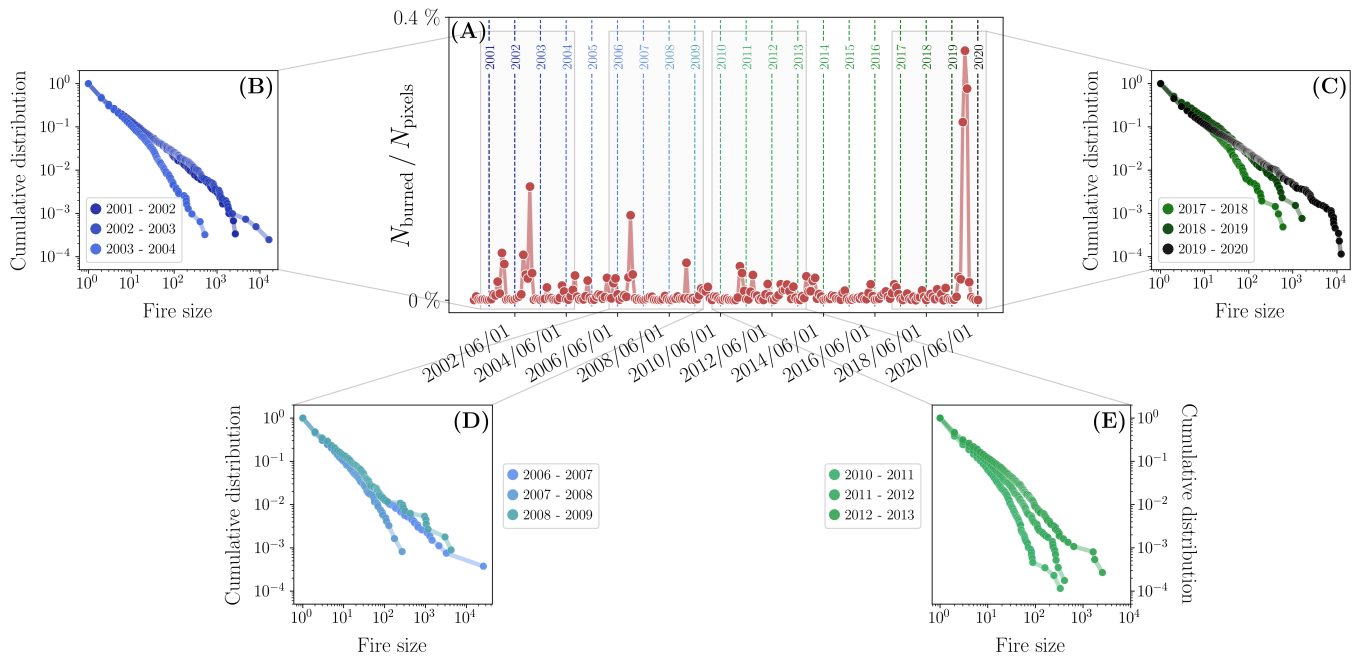 0.4 %
(A)
2001
2002
2003
2004
2005
2006
2007
2008
2009
2010
2011
2012
2013
2014
2015
2016
2017
2018
2019
2020
N_burned / N_pixels
0 %
2002/06/01
2004/06/01
2006/06/01
2008/06/01
2010/06/01
2012/06/01
2014/06/01
2016/06/01
2018/06/01
2020/06/01
(B)
Cumulative distribution
10^0
10^−1
10^−2
10^−3
10^−4
2001 - 2002
2002 - 2003
2003 - 2004
10^0
10^1
10^2
10^3
10^4
Fire size
(C)
Cumulative distribution
10^0
10^−1
10^−2
10^−3
10^−4
2017 - 2018
2018 - 2019
2019 - 2020
10^0
10^1
10^2
10^3
10^4
Fire size
(D)
Cumulative distribution
10^0
10^−1
10^−2
10^−3
10^−4
10^0
10^1
10^2
10^3
10^4
Fire size
2006 - 2007
2007 - 2008
2008 - 2009
2010 - 2011
2011 - 2012
2012 - 2013
(E)
10^0
10^−1
10^−2
10^−3
10^−4
Cumulative distribution
10^0
10^1
10^2
10^3
10^4
Fire size